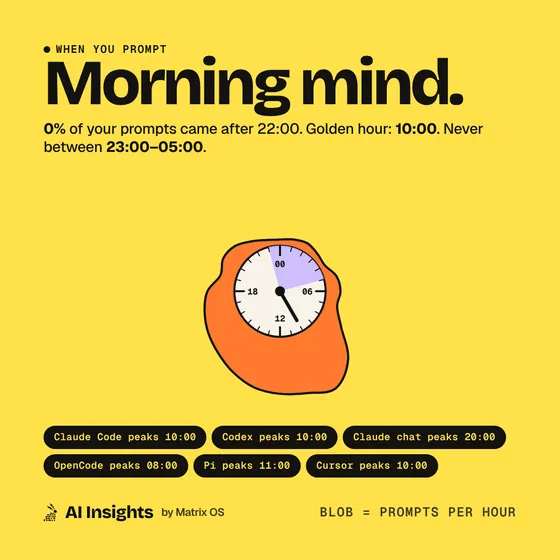 WHEN YOU PROMPT
Morning mind.
0% of your prompts came after 22:00. Golden hour: 10:00. Never
between 23:00–05:00.
00
18
06
12
Claude Code peaks 10:00
Codex peaks 10:00
Claude chat peaks 20:00
OpenCode peaks 08:00
Pi peaks 11:00
Cursor peaks 10:00
AI Insights by Matrix OS
BLOB = PROMPTS PER HOUR